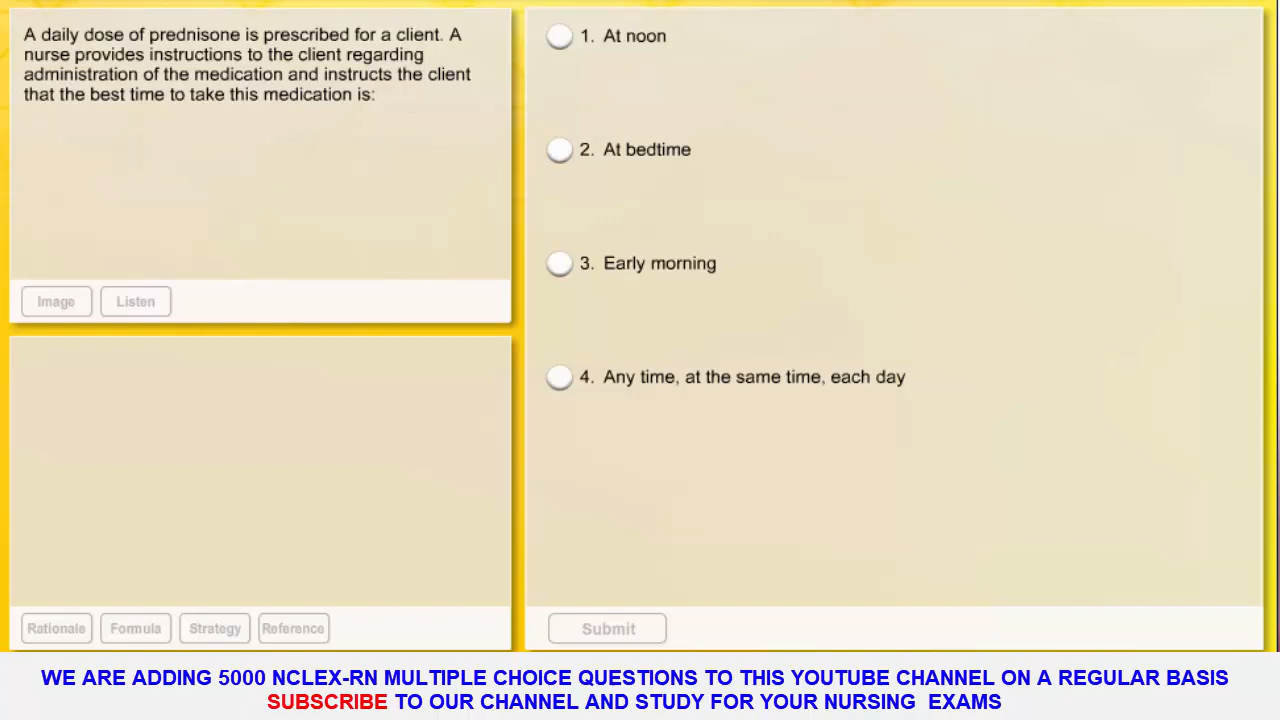 A daily dose of prednisone is prescribed for a client. A
nurse provides instructions to the client regarding
administration of the medication and instructs the client
that the best time to take this medication is:
Image
Listen
1. At noon
2. At bedtime
3. Early morning
4. Any time, at the same time, each day
Rationale
Formula
Strategy
Reference
Submit
WE ARE ADDING 5000 NCLEX-RN MULTIPLE CHOICE QUESTIONS TO THIS YOUTUBE CHANNEL ON A REGULAR BASIS
SUBSCRIBE TO OUR CHANNEL AND STUDY FOR YOUR NURSING EXAMS